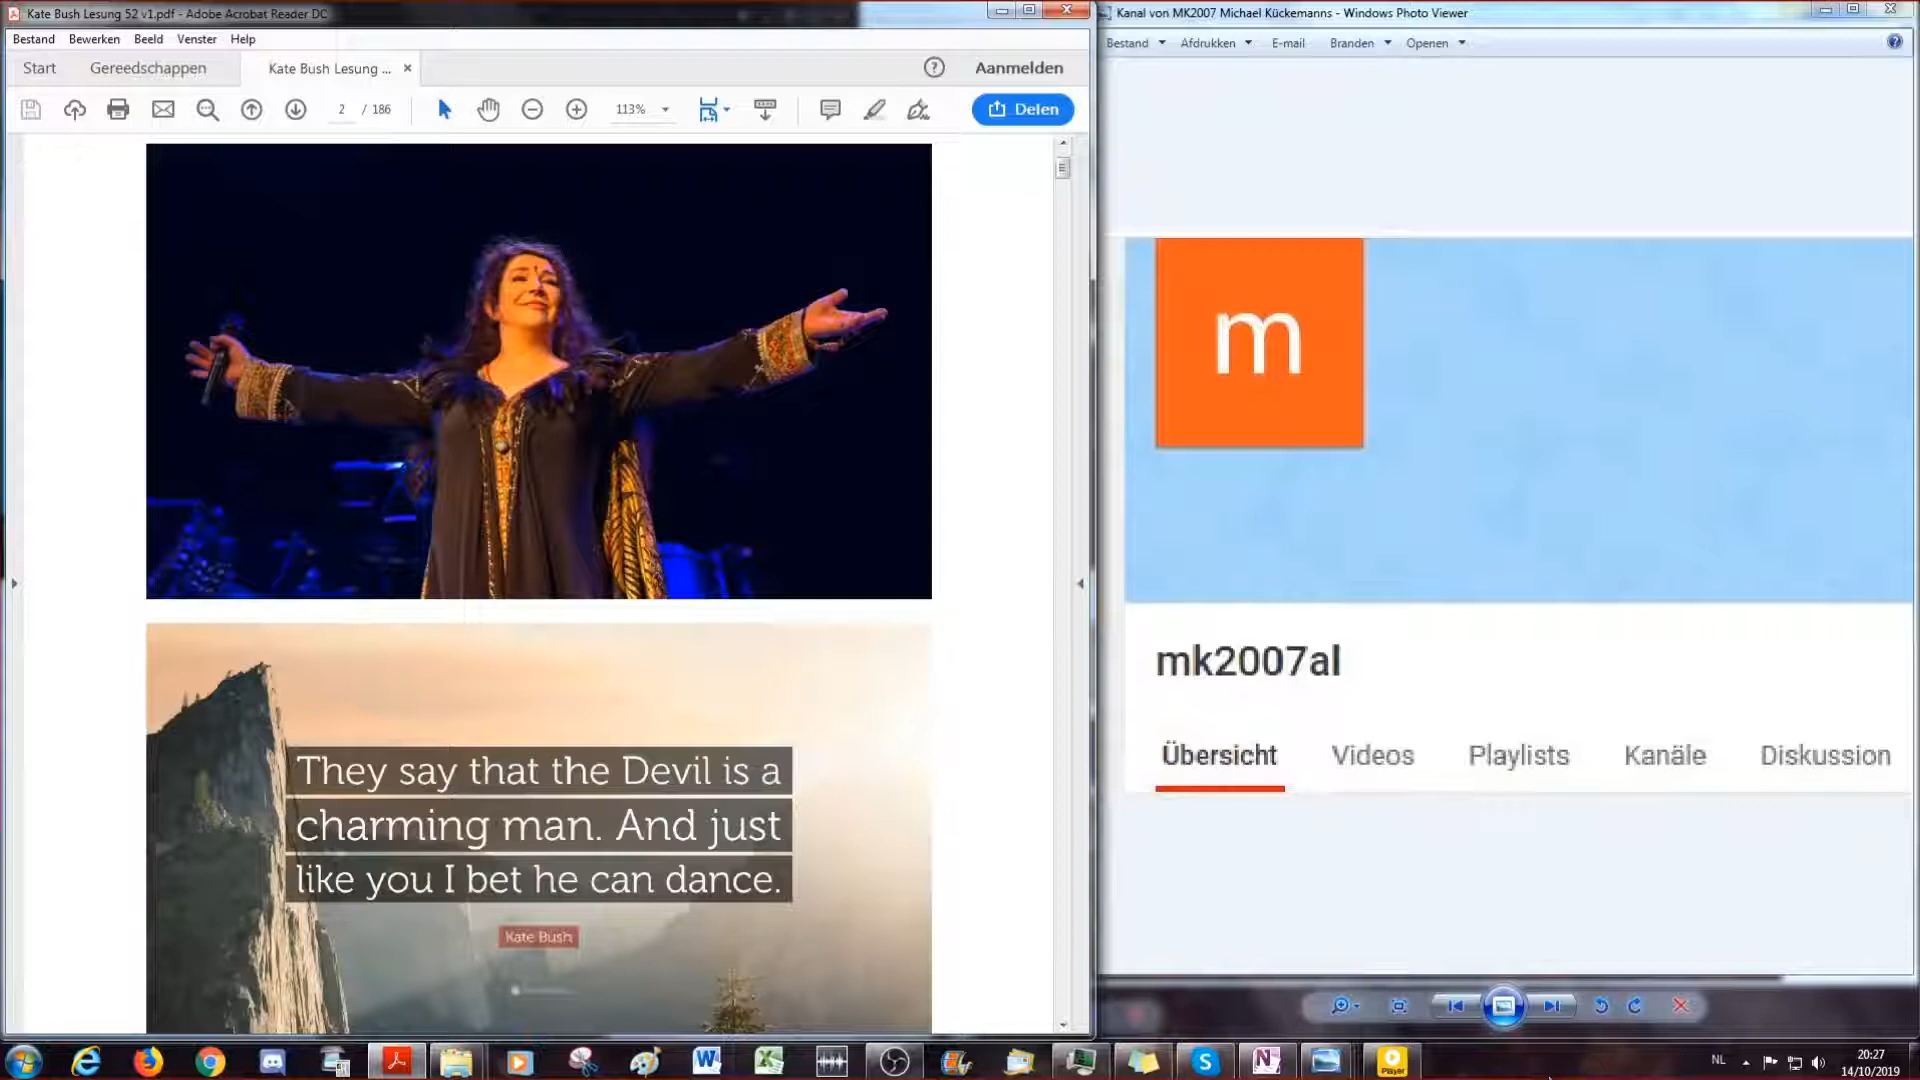 Kate Bush Lesung 52 v1.pdf - Adobe Acrobat Reader DC
Bestand Bewerken Beeld Venster Help
Start Gereedschappen Kate Bush Lesung ... Aanmelden
2 / 186 113% Delen
They say that the Devil is a
charming man. And just
like you I bet he can dance.
Kate Bush
Kanal von MK2007 Michael Kückemanns - Windows Photo Viewer
Bestand Afdrukken E-mail Branden Openen
m
mk2007al
Übersicht Videos Playlists Kanäle Diskussion
Player
NL
20:27
14/10/2019